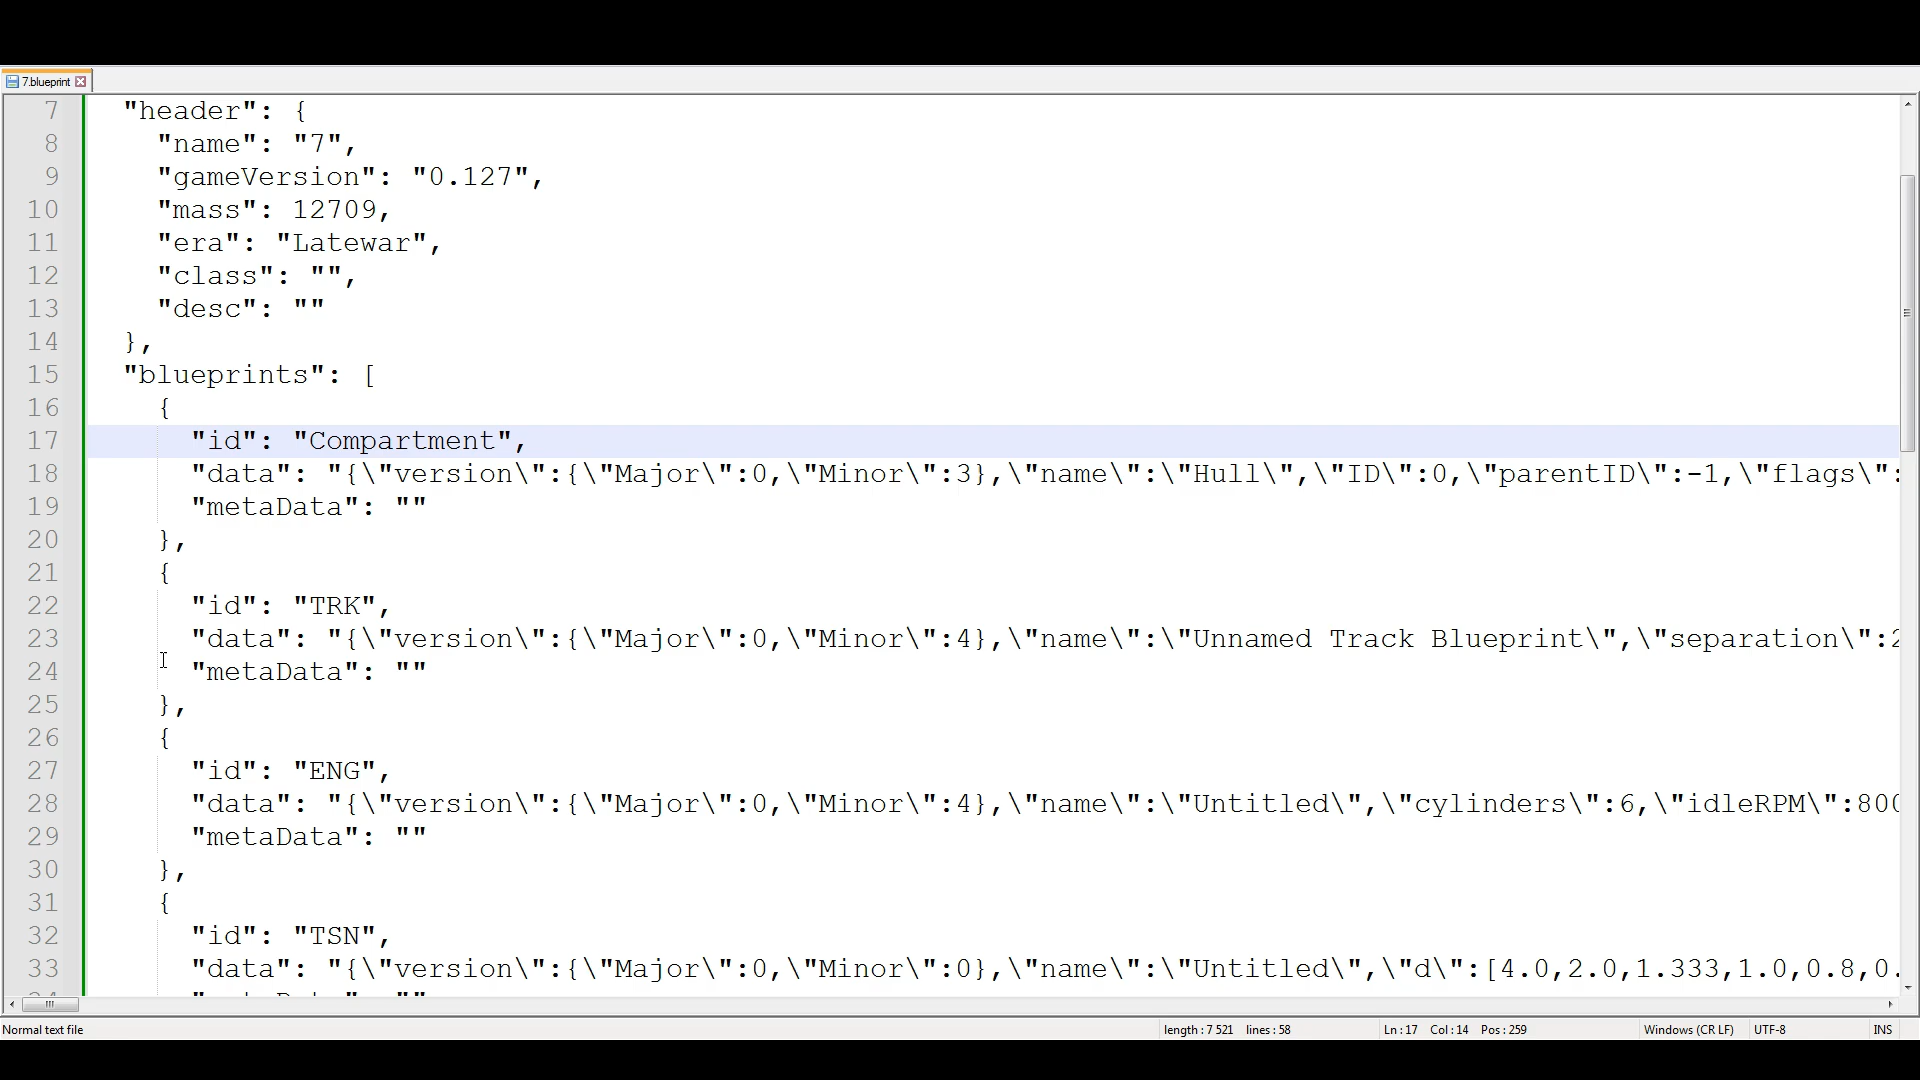 7.blueprint
7 "header": {
8 "name": "7",
9 "gameVersion": "0.127",
10 "mass": 12709,
11 "era": "Latewar",
12 "class": "",
13 "desc": ""
14 },
15 "blueprints": [
16 {
17 "id": "Compartment",
18 "data": "{\"version\":{\"Major\":0,\"Minor\":3},\"name\":\"Hull\",\"ID\":0,\"parentID\":-1,\"flags\":
19 "metaData": ""
20 },
21 {
22 "id": "TRK",
23 "data": "{\"version\":{\"Major\":0,\"Minor\":4},\"name\":\"Unnamed Track Blueprint\",\"separation\":2
24 "metaData": ""
25 },
26 {
27 "id": "ENG",
28 "data": "{\"version\":{\"Major\":0,\"Minor\":4},\"name\":\"Untitled\",\"cylinders\":6,\"idleRPM\":800
29 "metaData": ""
30 },
31 {
32 "id": "TSN",
33 "data": "{\"version\":{\"Major\":0,\"Minor\":0},\"name\":\"Untitled\",\"d\":[4.0,2.0,1.333,1.0,0.8,0.
Normal text file length : 7 521 lines : 58 Ln : 17 Col : 14 Pos : 259 Windows (CR LF) UTF-8 INS